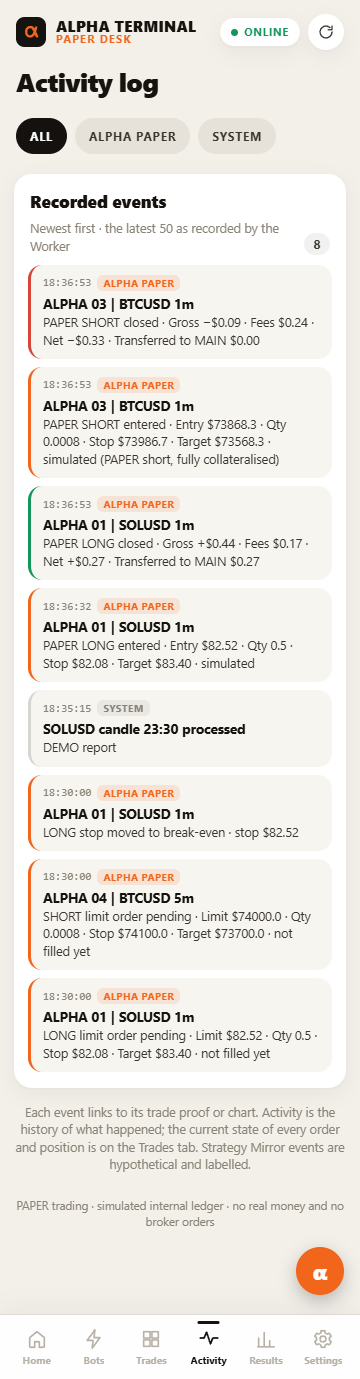 α
ALPHA TERMINAL
PAPER DESK
ONLINE
Activity log
ALL
ALPHA PAPER
SYSTEM
Recorded events
Newest first · the latest 50 as recorded by the
Worker
8
18:36:53 ALPHA PAPER
ALPHA 03 | BTCUSD 1m
PAPER SHORT closed · Gross −$0.09 · Fees $0.24 ·
Net −$0.33 · Transferred to MAIN $0.00
18:36:53 ALPHA PAPER
ALPHA 03 | BTCUSD 1m
PAPER SHORT entered · Entry $73868.3 · Qty
0.0008 · Stop $73986.7 · Target $73568.3 ·
simulated (PAPER short, fully collateralised)
18:36:53 ALPHA PAPER
ALPHA 01 | SOLUSD 1m
PAPER LONG closed · Gross +$0.44 · Fees $0.17 ·
Net +$0.27 · Transferred to MAIN $0.27
18:36:32 ALPHA PAPER
ALPHA 01 | SOLUSD 1m
PAPER LONG entered · Entry $82.52 · Qty 0.5 ·
Stop $82.08 · Target $83.40 · simulated
18:35:15 SYSTEM
SOLUSD candle 23:30 processed
DEMO report
18:30:00 ALPHA PAPER
ALPHA 01 | SOLUSD 1m
LONG stop moved to break-even · stop $82.52
18:30:00 ALPHA PAPER
ALPHA 04 | BTCUSD 5m
SHORT limit order pending · Limit $74000.0 · Qty
0.0008 · Stop $74100.0 · Target $73700.0 · not
filled yet
18:30:00 ALPHA PAPER
ALPHA 01 | SOLUSD 1m
LONG limit order pending · Limit $82.52 · Qty 0.5 ·
Stop $82.08 · Target $83.40 · not filled yet
Each event links to its trade proof or chart. Activity is the
history of what happened; the current state of every order
and position is on the Trades tab. Strategy Mirror events are
hypothetical and labelled.
PAPER trading · simulated internal ledger · no real money and no
broker orders
α
Home
Bots
Trades
Activity
Results
Settings